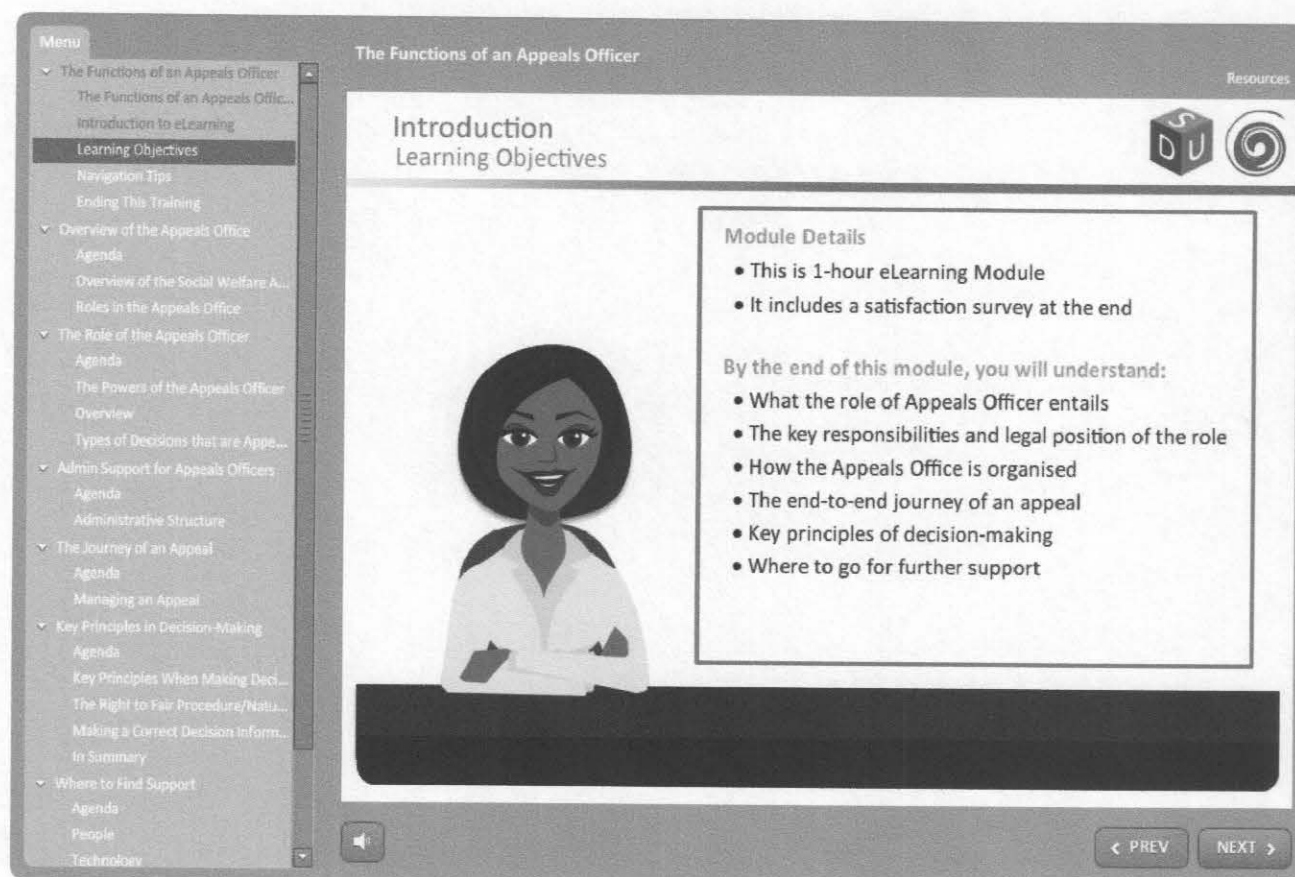 Menu
The Functions of an Appeals Officer
The Functions of an Appeals Offic...
Introduction to eLearning
Learning Objectives
Navigation Tips
Ending This Training
Overview of the Appeals Office
Agenda
Overview of the Social Welfare A...
Roles in the Appeals Office
The Role of the Appeals Officer
Agenda
The Powers of the Appeals Officer
Overview
Types of Decisions that are Appe...
Admin Support for Appeals Officers
Agenda
Administrative Structure
The Journey of an Appeal
Agenda
Managing an Appeal
Key Principles in Decision-Making
Agenda
Key Principles When Making Deci...
The Right to Fair Procedure/Natu...
Making a Correct Decision Inform...
In Summary
Where to Find Support
Agenda
People
Technology
The Functions of an Appeals Officer
Resources
Introduction
Learning Objectives
S
D U
Module Details
• This is 1-hour eLearning Module
• It includes a satisfaction survey at the end
By the end of this module, you will understand:
• What the role of Appeals Officer entails
• The key responsibilities and legal position of the role
• How the Appeals Office is organised
• The end-to-end journey of an appeal
• Key principles of decision-making
• Where to go for further support
PREV
NEXT